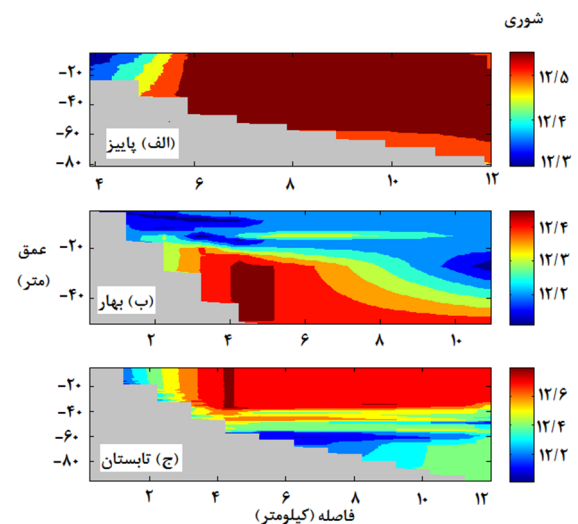 شوری
-۲۰
-۴۰
-۶۰
-۸۰
(الف) پاییز
۱۲/۵
۱۲/۴
۱۲/۳
۴ ۶ ۸ ۱۰ ۱۲
عمق
(متر)
-۲۰
-۴۰
(ب) بهار
۱۲/۴
۱۲/۳
۱۲/۲
۲ ۴ ۶ ۸ ۱۰
-۲۰
-۴۰
-۶۰
-۸۰
(ج) تابستان
۱۲/۶
۱۲/۴
۱۲/۲
۲ ۴ ۶ ۸ ۱۰ ۱۲
فاصله (کیلومتر)